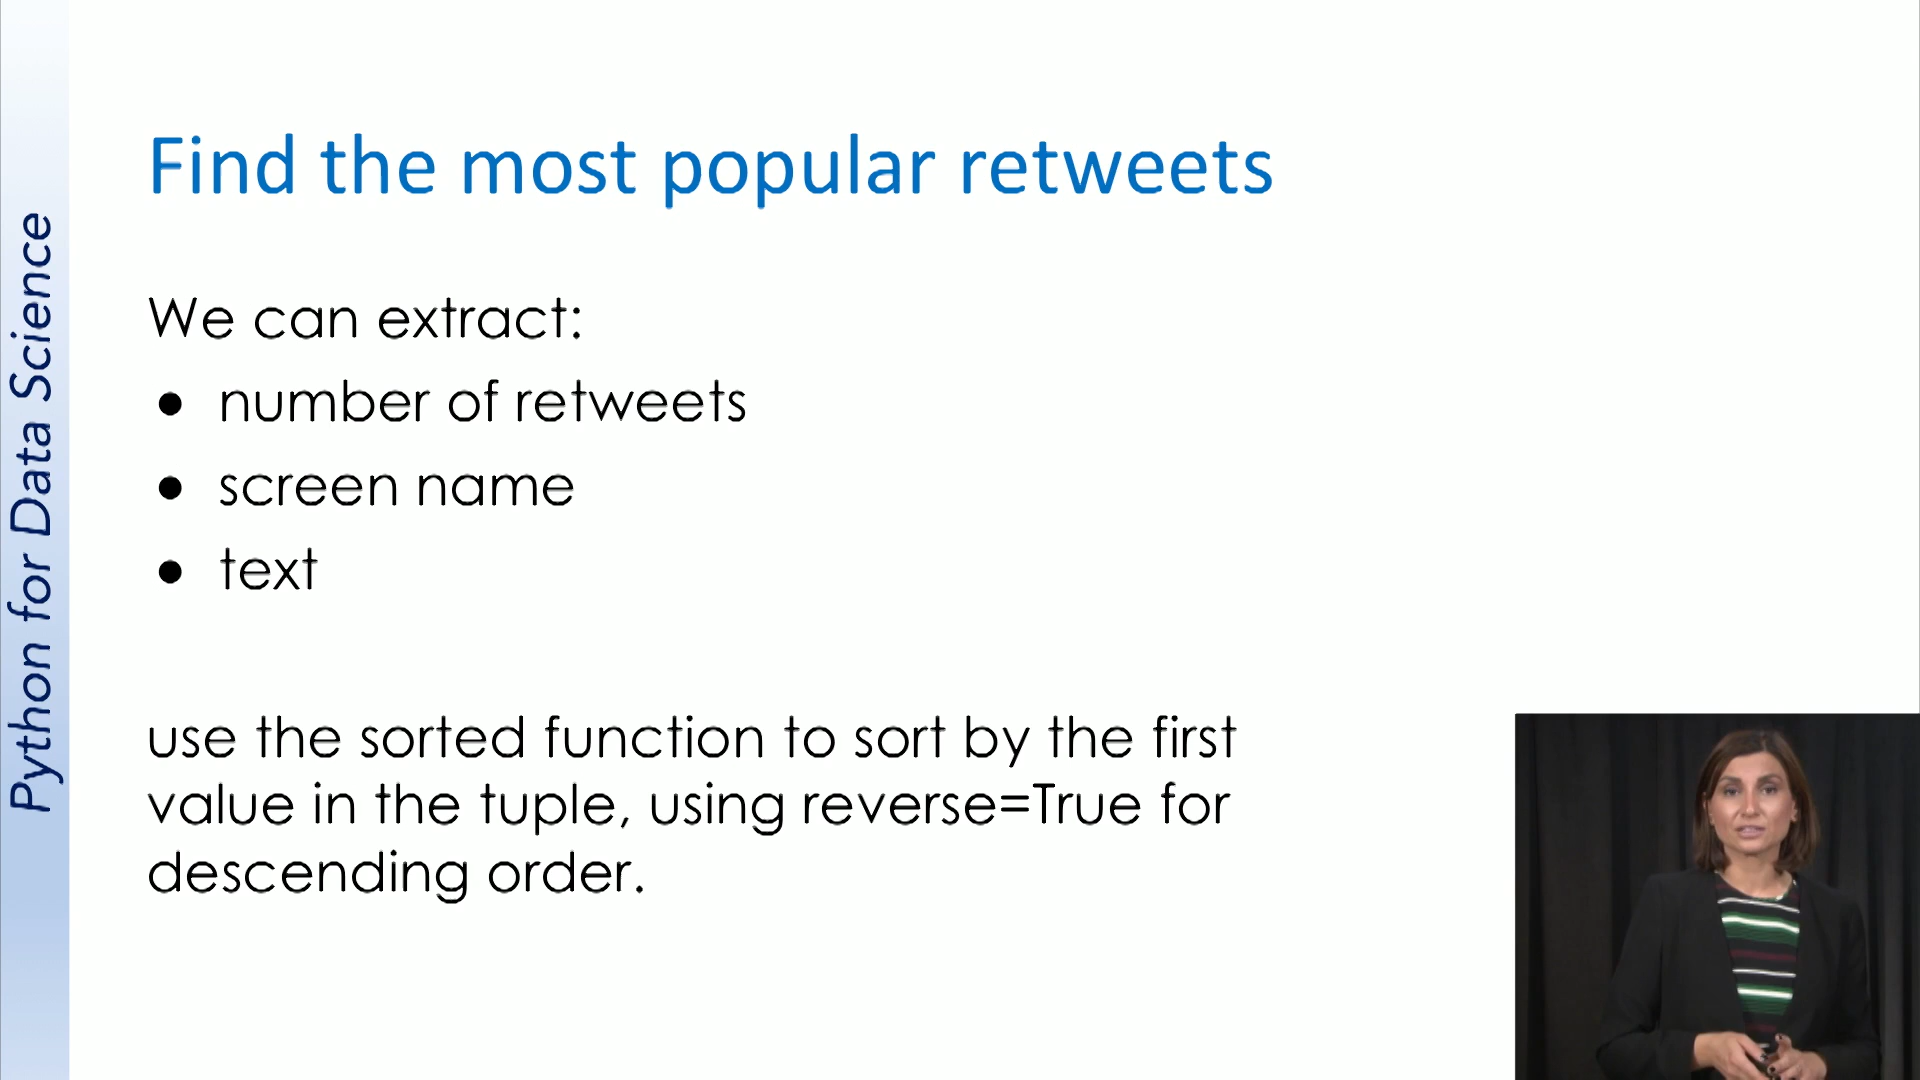 Python for Data Science
Find the most popular retweets
We can extract:
● number of retweets
● screen name
● text
use the sorted function to sort by the first
value in the tuple, using reverse=True for
descending order.